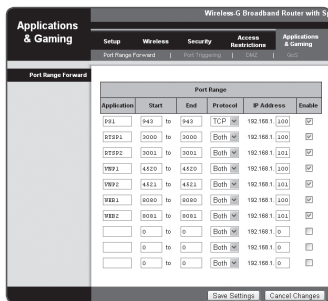 Wireless-G Broadband Router with
Applications & Gaming
Setup Wireless Security Access Restrictions Applications & Gaming
Port Range Forward | Port Triggering | DMZ | QoS
Port Range Forward
Port Range
Application Start End Protocol IP Address Enable
PS1 943 to 943 TCP 192.168.1. 100
RTSP1 3000 to 3000 Both 192.168.1. 100
RTSP2 3001 to 3001 Both 192.168.1. 101
VNP1 4520 to 4520 Both 192.168.1. 100
VNP2 4521 to 4521 Both 192.168.1. 101
WEB1 8080 to 8080 Both 192.168.1. 100
WEB2 8081 to 8081 Both 192.168.1. 101
0 to 0 Both 192.168.1. 0
0 to 0 Both 192.168.1. 0
0 to 0 Both 192.168.1. 0
Save Settings Cancel Changes